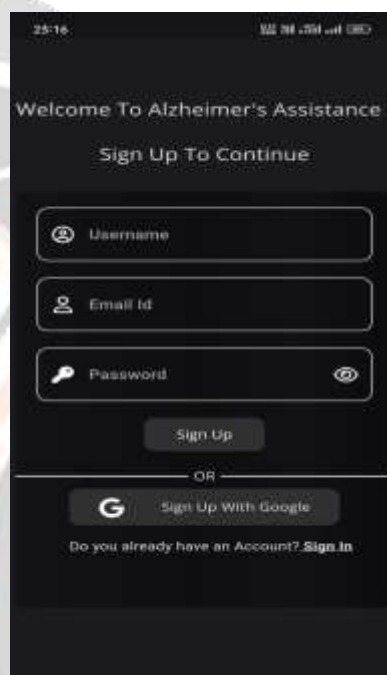 25:16
Welcome To Alzheimer's Assistance
Sign Up To Continue
Username
Email Id
Password
Sign Up
OR
G Sign Up With Google
Do you already have an Account? Sign In